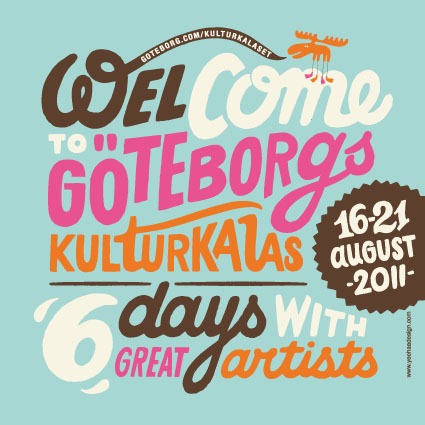 GOTEBORG.COM/KULTURKALASET
WELCOME
TO GÖTEBORGS
KULTURKALAS
16-21
AUGUST
-2011-
6 days WITH
GREAT artists
www.yeehaadesign.com